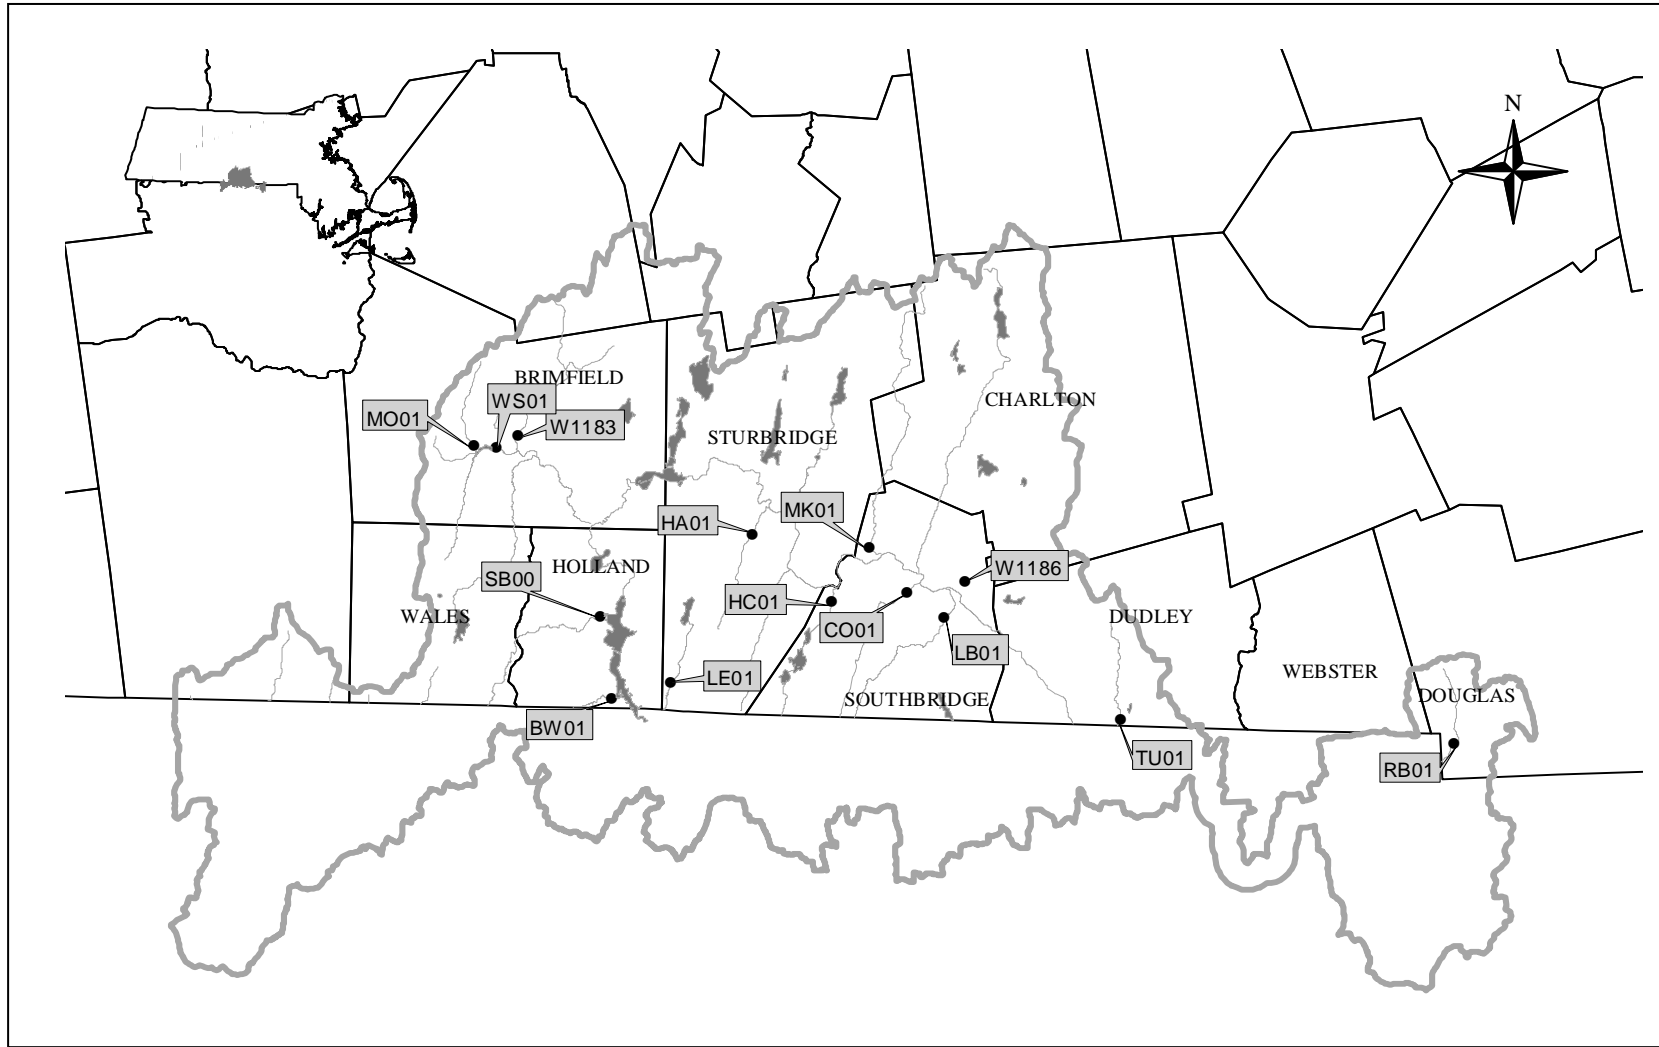 N
BRIMFIELD
WS01
CHARLTON
MO01
W1183
STURBRIDGE
MK01
HA01
HOLLAND
W1186
SB00
HC01
WALES
DUDLEY
CO01
LB01
WEBSTER
LE01
SOUTHBRIDGE
DOUGLAS
BW01
TU01
RB01